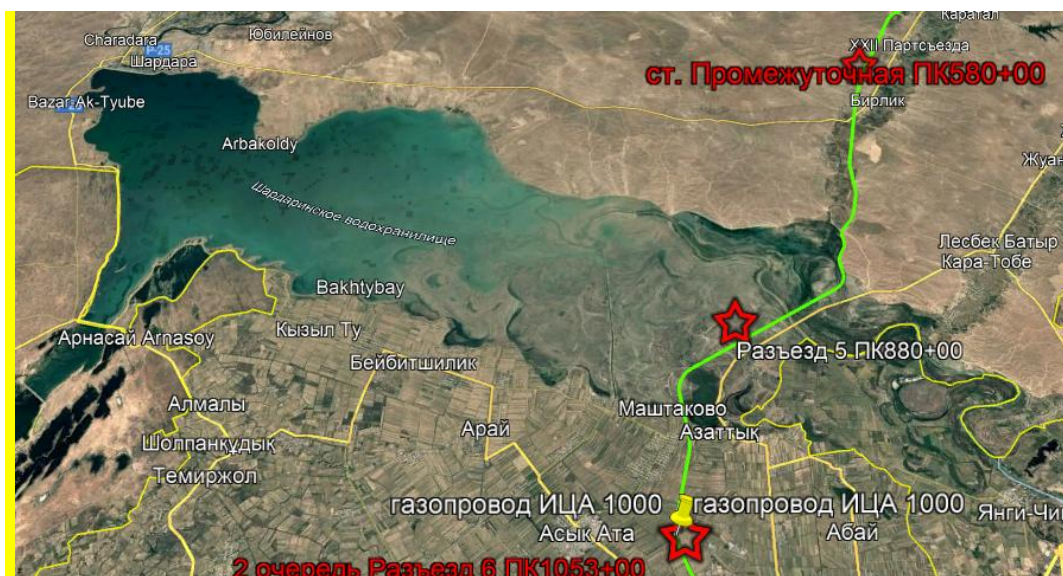 Каратал
Юбилейнов
Chardara
P-25
Шардара
XXII Партсъезда
ст. Промежуточная ПК580+00
Bazar Ak-Tyube
Бирлик
Arbakoldy
Жуан
Шардаринское водохранилище
Лесбек Батыр
Кара-Тобе
Bakhtybay
Кызыл Ту
Арнасай Arnasoy
Разъезд 5 ПК880+00
Бейбитшилик
Алмалы
Маштаково
Арай
Азаттық
Шолпанқұдық
Темиржол
газопровод ИЦА 1000
газопровод ИЦА 1000
Янги-Чи
Асык Ата
Абай
2 очередь Разъезд 6 ПК1053+00